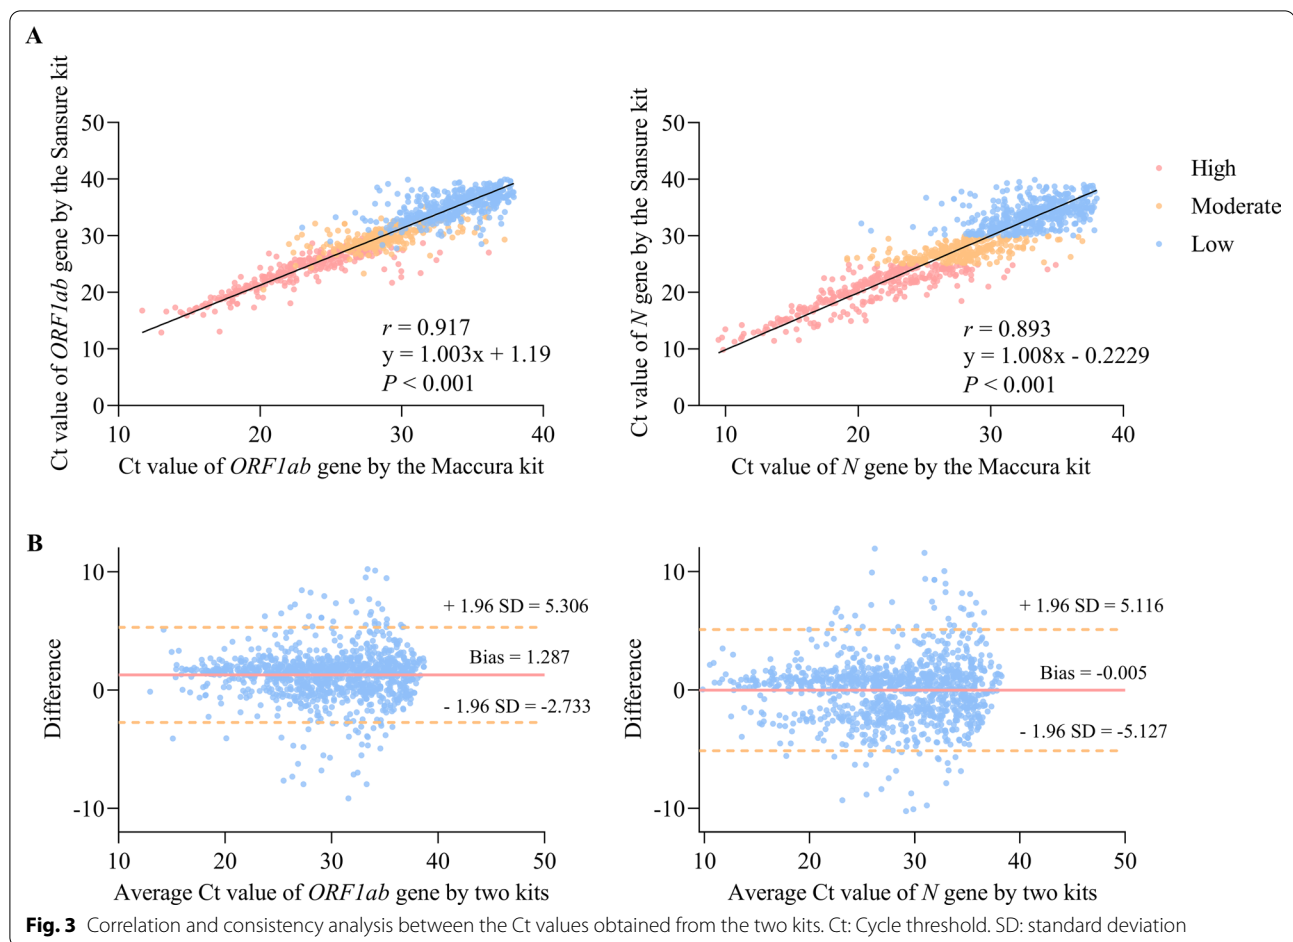 A
Ct value of ORF1ab gene by the Sansure kit
50
40
30
20
10
0
r = 0.917
y = 1.003x + 1.19
P < 0.001
10 20 30 40
Ct value of ORF1ab gene by the Maccura kit
Ct value of N gene by the Sansure kit
50
40
30
20
10
0
r = 0.893
y = 1.008x - 0.2229
P < 0.001
10 20 30 40
Ct value of N gene by the Maccura kit
High
Moderate
Low
B
Difference
10
0
-10
+ 1.96 SD = 5.306
Bias = 1.287
- 1.96 SD = -2.733
10 20 30 40 50
Average Ct value of ORF1ab gene by two kits
Difference
10
0
-10
+ 1.96 SD = 5.116
Bias = -0.005
- 1.96 SD = -5.127
10 20 30 40 50
Average Ct value of N gene by two kits
Fig. 3 Correlation and consistency analysis between the Ct values obtained from the two kits. Ct: Cycle threshold. SD: standard deviation